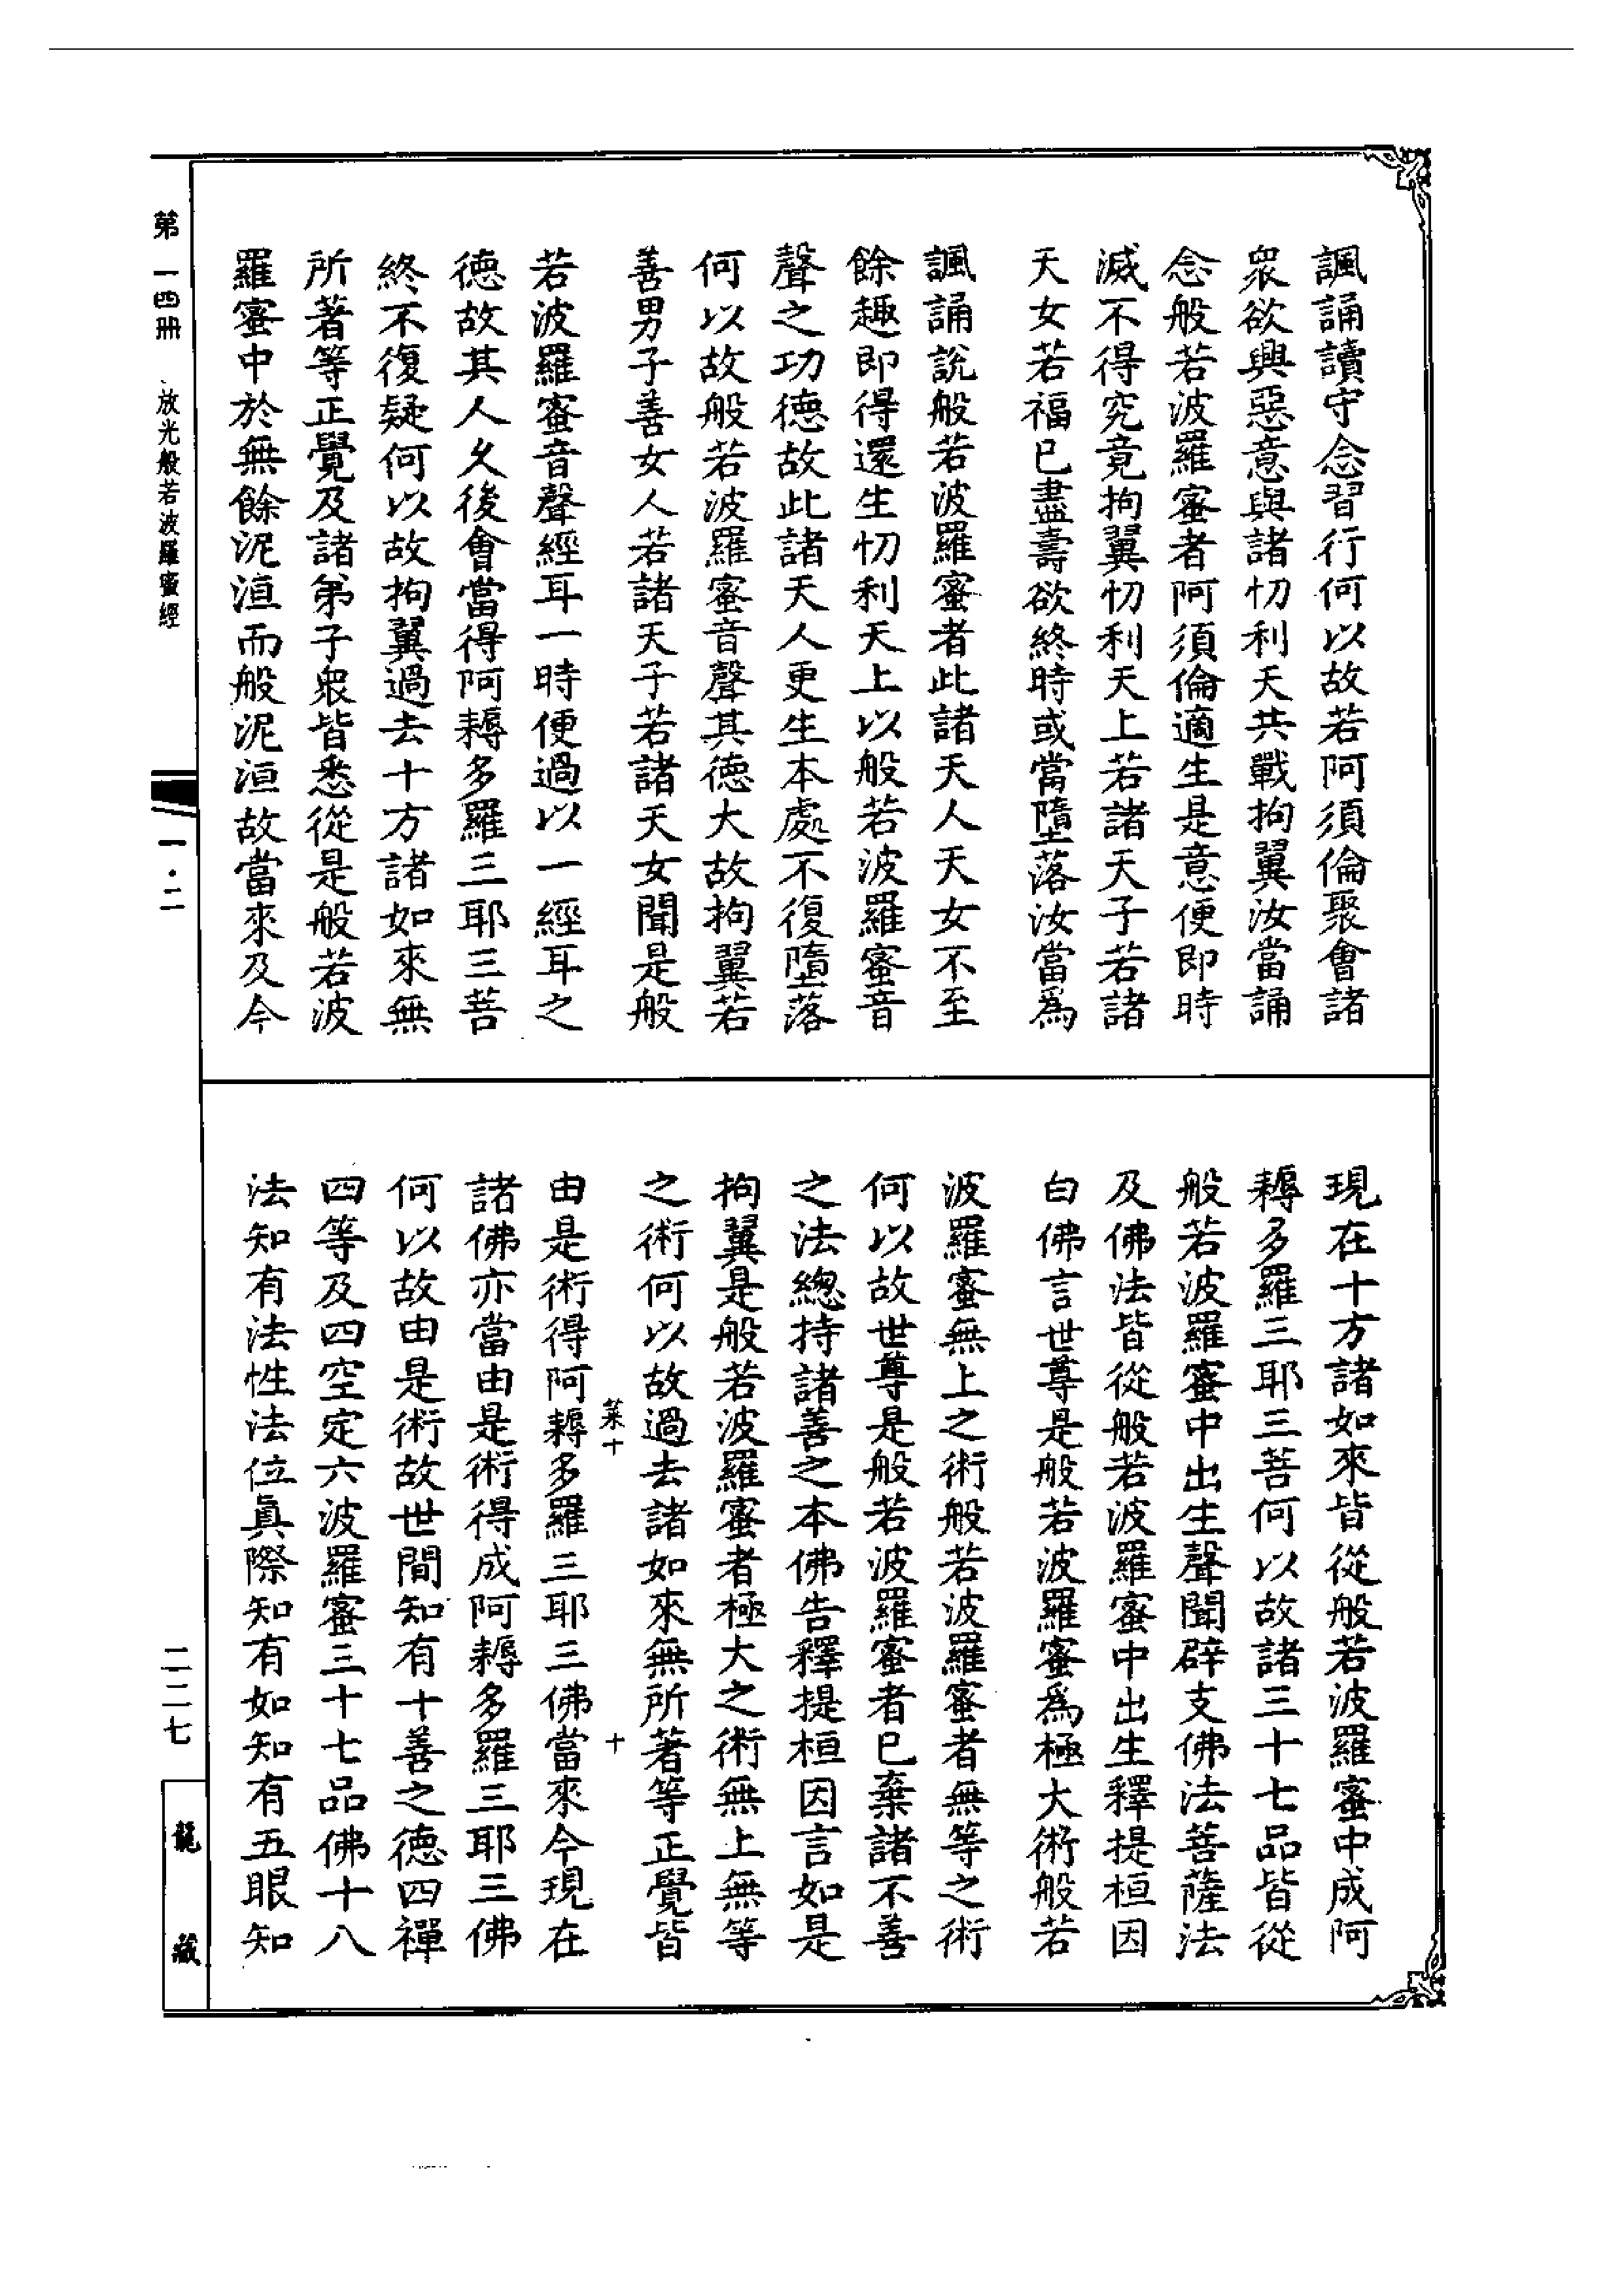 諷誦讀守念習行何以故若阿須倫聚會諸
衆欲興惡意與諸忉利天共戰拘翼汝當誦
念般若波羅蜜者阿須倫適生是意便即時
滅不得究竟拘翼忉利天上若諸天子若諸
天女若福已盡壽欲終時或當墮落汝當爲
諷誦說般若波羅蜜者此諸天人天女不至
餘趣即得還生忉利天上以般若波羅蜜音
聲之功德故此諸天人更生本處不復墮落
何以故般若波羅蜜音聲其德大故拘翼若
善男子善女人若諸天子若諸天女聞是般
若波羅蜜音聲經耳一時便過以一經耳之
德故其人久後會當得阿耨多羅三耶三菩
終不復疑何以故拘翼過去十方諸如來無
所著等正覺及諸弟子衆皆悉從是般若波
羅蜜中於無餘泥洹而般泥洹故當來及今
現在十方諸如來皆從般若波羅蜜中成阿
耨多羅三耶三菩何以故諸三十七品皆從
般若波羅蜜中出生聲聞辟支佛法菩薩法
及佛法皆從般若波羅蜜中出生釋提桓因
白佛言世尊是般若波羅蜜爲極大術般若
波羅蜜無上之術般若波羅蜜者無等之術
何以故世尊是般若波羅蜜者已棄諸不善
之法總持諸善之本佛告釋提桓因言如是
拘翼是般若波羅蜜者極大之術無上無等
之術何以故過去諸如來無所著等正覺皆
菜十 十
由是術得阿耨多羅三耶三佛當來今現在
諸佛亦當由是術得成阿耨多羅三耶三佛
何以故由是術故世間知有十善之德四禪
四等及四空定六波羅蜜三十七品佛十八
法知有法性法位眞際知有如知有五眼知
第一四冊 放光般若波羅蜜經 一·二 二二七 龍藏